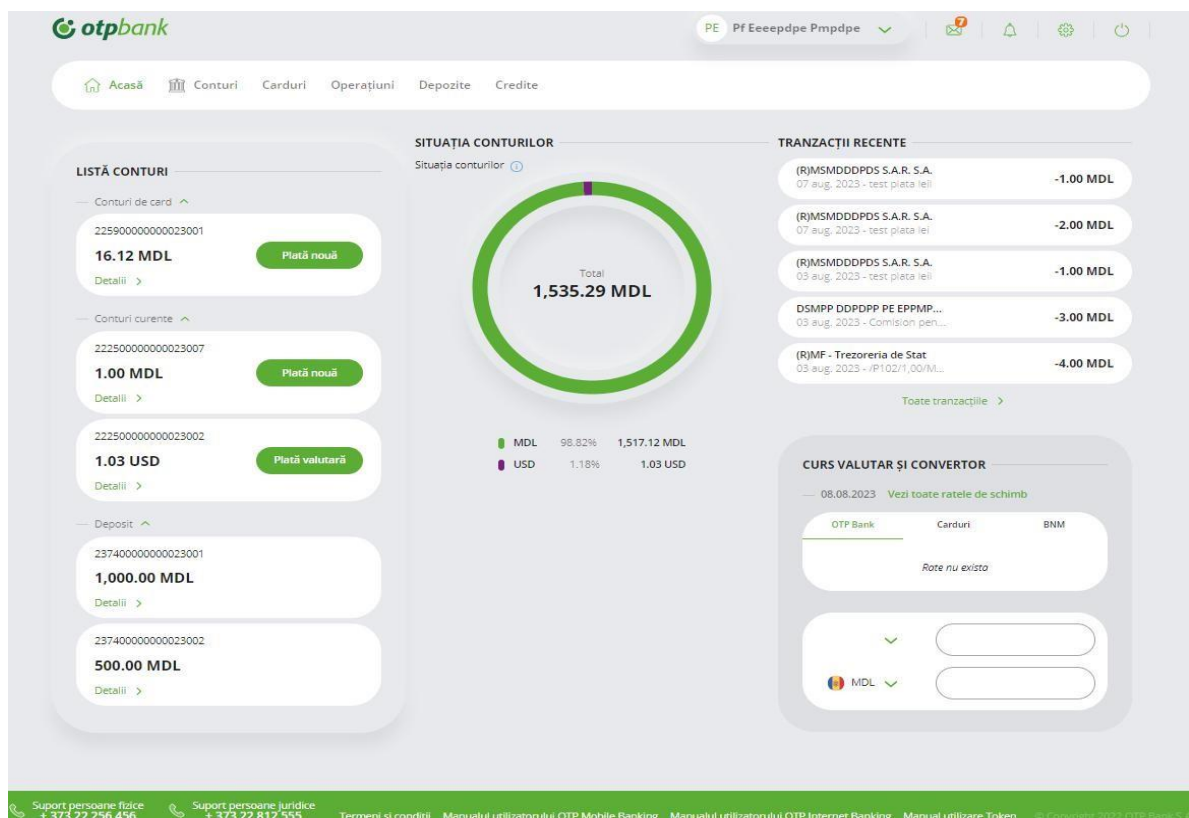 otpbank
PE Pf Eeeepdpe Pmpdpe
7
Acasă Conturi Carduri Operațiuni Depozite Credite
LISTĂ CONTURI
Conturi de card
225900000000023001
16.12 MDL Plată nouă
Detalii >
Conturi curente
222500000000023007
1.00 MDL Plată nouă
Detalii >
222500000000023002
1.03 USD Plată valutară
Detalii >
Deposit
237400000000023001
1,000.00 MDL
Detalii >
237400000000023002
500.00 MDL
Detalii >
SITUAȚIA CONTURILOR
Situația conturilor
Total
1,535.29 MDL
MDL 98.82% 1,517.12 MDL
USD 1.18% 1.03 USD
TRANZACȚII RECENTE
(R)MSMDDDPDS S.A.R. S.A.
07 aug. 2023 - test plata leii
-1.00 MDL
(R)MSMDDDPDS S.A.R. S.A.
07 aug. 2023 - test plata lei
-2.00 MDL
(R)MSMDDDPDS S.A.R. S.A.
03 aug. 2023 - test plata leii
-1.00 MDL
DSMPP DDPDPP PE EPPMP...
03 aug. 2023 - Comision pen...
-3.00 MDL
(R)MF - Trezoreria de Stat
03 aug. 2023 - /P102/1,00/M...
-4.00 MDL
Toate tranzacțiile >
CURS VALUTAR ȘI CONVERTOR
08.08.2023 Vezi toate ratele de schimb
OTP Bank Carduri BNM
Rate nu exista
MDL
Suport persoane fizice
+ 373 22 256 456
Suport persoane juridice
+ 373 22 812 555
Termeni și condiții Manualul utilizatorului OTP Mobile Banking Manualul utilizatorului OTP Internet Banking Manual utilizare Token © Copyright 2022 OTP Bank S.A.